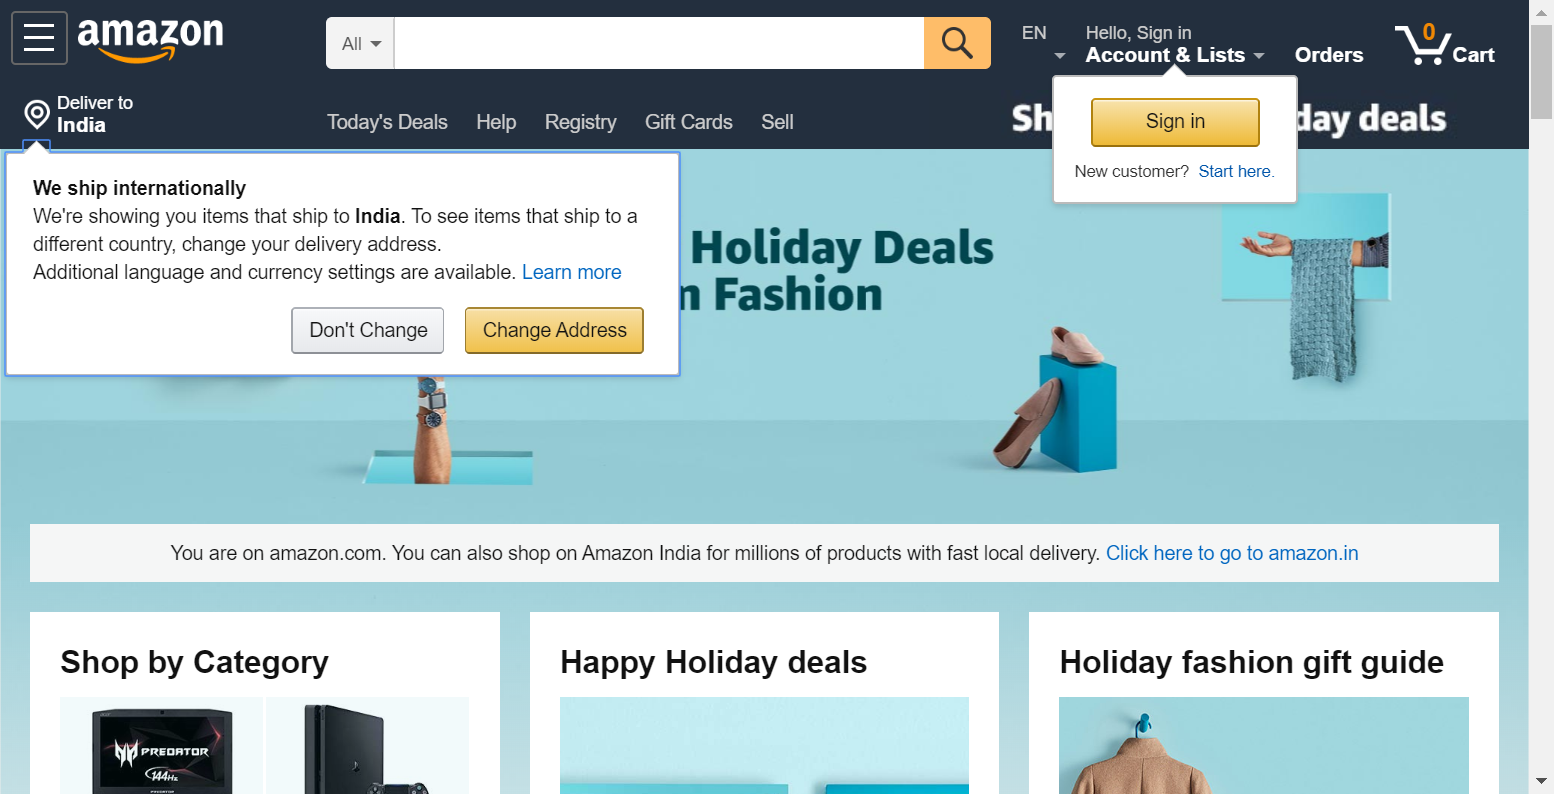 amazon
All
EN
Hello, Sign in
Account & Lists
Orders
0
Cart
Deliver to
India
Today's Deals
Help
Registry
Gift Cards
Sell
day deals
Sign in
New customer? Start here.
We ship internationally
We're showing you items that ship to India. To see items that ship to a
different country, change your delivery address.
Additional language and currency settings are available. Learn more
Don't Change
Change Address
Holiday Deals
Fashion
You are on amazon.com. You can also shop on Amazon India for millions of products with fast local delivery. Click here to go to amazon.in
Shop by Category
Happy Holiday deals
Holiday fashion gift guide
PREDATOR
144Hz
PREDATOR